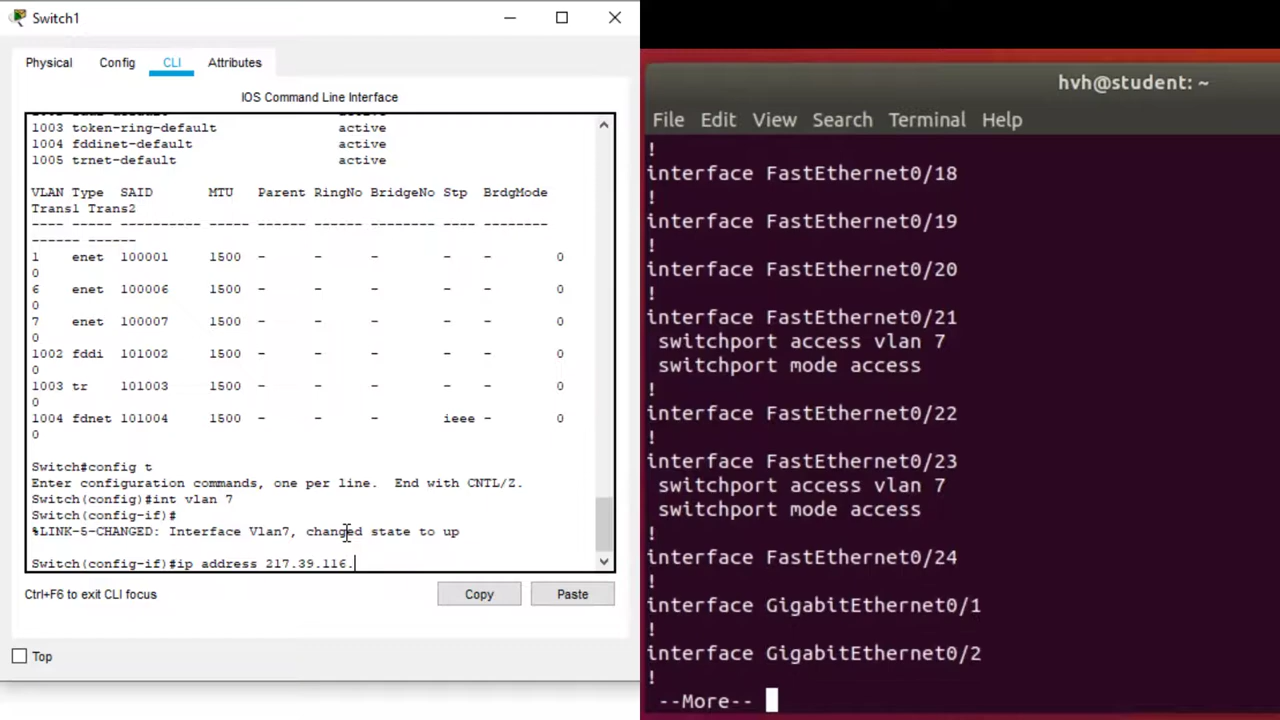 Switch1
Physical Config CLI Attributes
IOS Command Line Interface
1003 token-ring-default active
1004 fddinet-default active
1005 trnet-default active
VLAN Type SAID MTU Parent RingNo BridgeNo Stp BrdgMode
Trans1 Trans2
---- ----- ---------- ----- ------ ------ -------- ---- --------
------ ------
1 enet 100001 1500 - - - - - 0
0
6 enet 100006 1500 - - - - - 0
0
7 enet 100007 1500 - - - - - 0
0
1002 fddi 101002 1500 - - - - - 0
0
1003 tr 101003 1500 - - - - - 0
0
1004 fdnet 101004 1500 - - - ieee - 0
0
Switch#config t
Enter configuration commands, one per line. End with CNTL/Z.
Switch(config)#int vlan 7
Switch(config-if)#
%LINK-5-CHANGED: Interface Vlan7, changed state to up
Switch(config-if)#ip address 217.39.116.
Ctrl+F6 to exit CLI focus
Copy
Paste
Top
hvh@student: ~
File Edit View Search Terminal Help
!
interface FastEthernet0/18
!
interface FastEthernet0/19
!
interface FastEthernet0/20
!
interface FastEthernet0/21
switchport access vlan 7
switchport mode access
!
interface FastEthernet0/22
!
interface FastEthernet0/23
switchport access vlan 7
switchport mode access
!
interface FastEthernet0/24
!
interface GigabitEthernet0/1
!
interface GigabitEthernet0/2
!
--More--